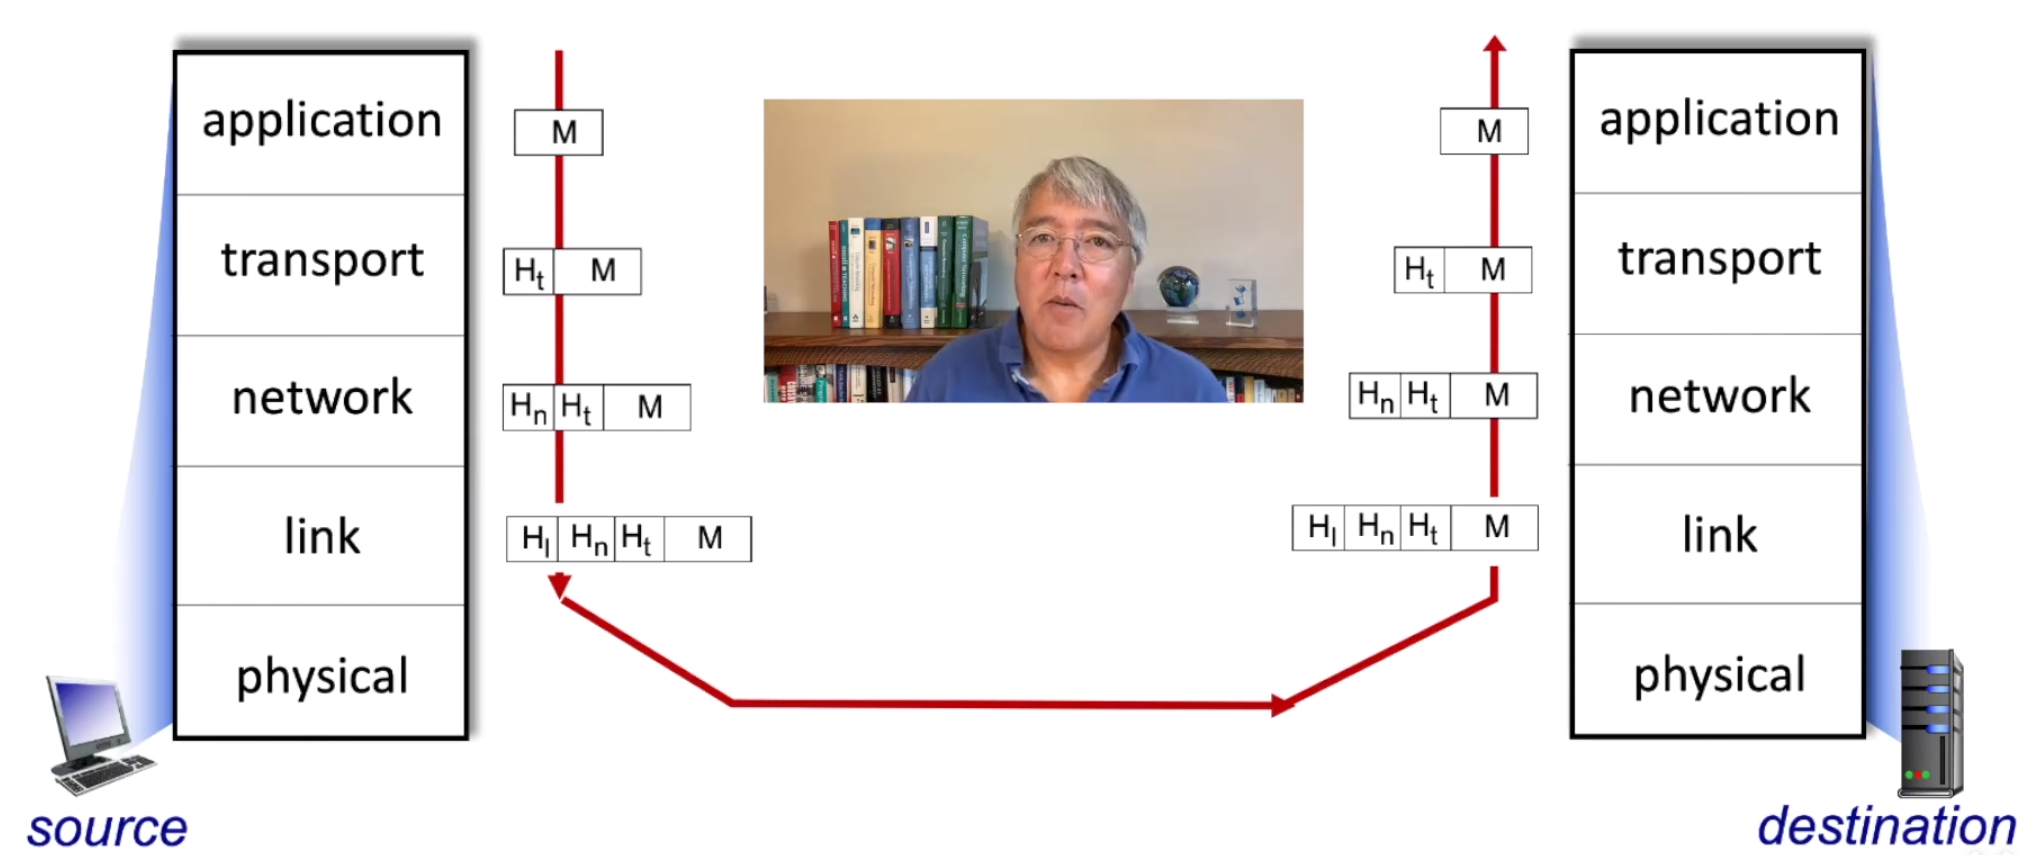 application
transport
network
link
physical
source
M
Ht M
Hn Ht M
Hl Hn Ht M
M
Ht M
Hn Ht M
Hl Hn Ht M
application
transport
network
link
physical
destination